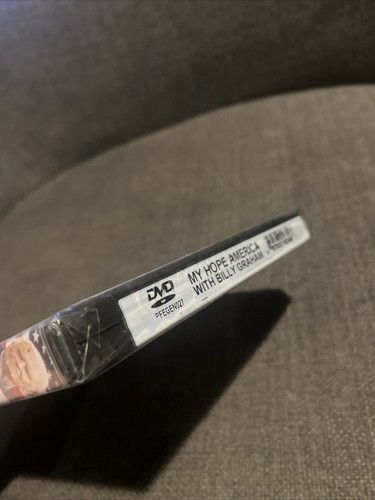 DVD
PFEGEN027
MY HOPE AMERICA
WITH BILLY GRAHAM